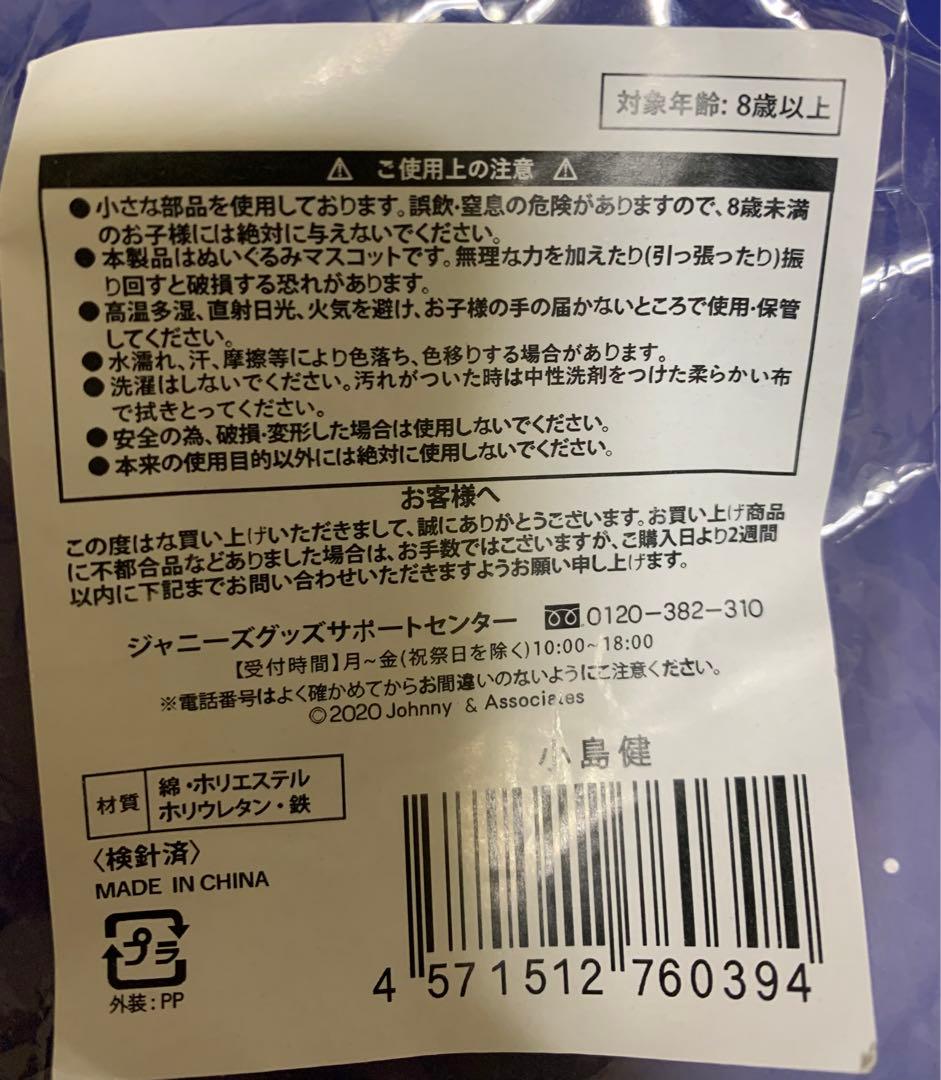 対象年齢: 8歳以上
⚠ ご使用上の注意 ⚠
●小さな部品を使用しております。誤飲・窒息の危険がありますので、8歳未満
のお子様には絶対に与えないでください。
●本製品はぬいぐるみマスコットです。無理な力を加えたり(引っ張ったり)振
り回すと破損する恐れがあります。
●高温多湿、直射日光、火気を避け、お子様の手の届かないところで使用・保管
してください。
●水濡れ、汗、摩擦等により色落ち、色移りする場合があります。
●洗濯はしないでください。汚れがついた時は中性洗剤をつけた柔らかい布
で拭きとってください。
●安全の為、破損・変形した場合は使用しないでください。
●本来の使用目的以外には絶対に使用しないでください。
お客様へ
この度はな買い上げいただきまして、誠にありがとうございます。お買い上げ商品
に不都合品などありました場合は、お手数ではこざいますが、ご購入日より2週間
以内に下記までお問い合わせいただきますようお願い申し上げます。
ジャニーズグッズサポートセンター 0120-382-310
【受付時間】月~金(祝祭日を除く)10:00~18:00
※電話番号はよく確かめてからお間違いのないようにご注意ください。
©2020 Johnny & Associates
小島健
材質 綿・ホリエステル
ホリウレタン・鉄
〈検針済〉
MADE IN CHINA
プラ
外装:PP
4 571512 760394